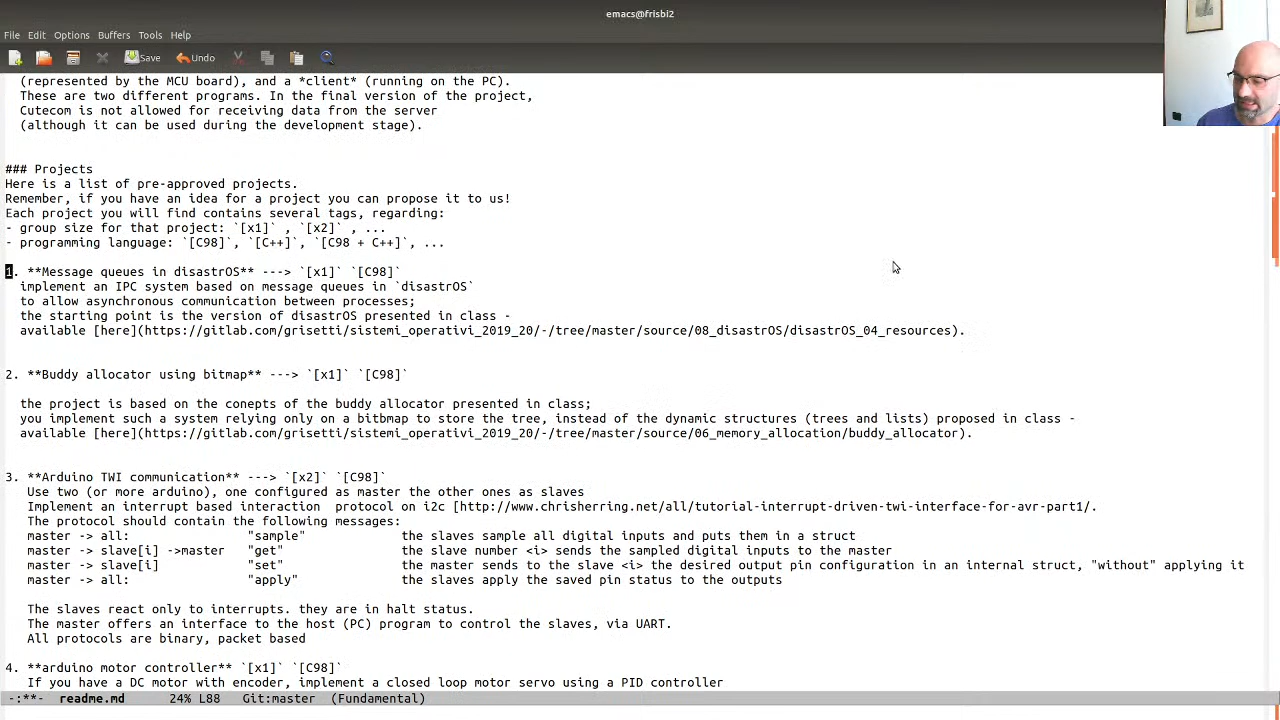 emacs@frisbi2
File Edit Options Buffers Tools Help
Save Undo
(represented by the MCU board), and a *client* (running on the PC).
These are two different programs. In the final version of the project,
Cutecom is not allowed for receiving data from the server
(although it can be used during the development stage).
### Projects
Here is a list of pre-approved projects.
Remember, if you have an idea for a project you can propose it to us!
Each project you will find contains several tags, regarding:
- group size for that project: `[x1]` , `[x2]` , ...
- programming language: `[C98]`, `[C++]`, `[C98 + C++]`, ...
1. **Message queues in disastrOS** ---> `[x1]` `[C98]`
implement an IPC system based on message queues in `disastrOS`
to allow asynchronous communication between processes;
the starting point is the version of disastrOS presented in class -
available [here](https://gitlab.com/grisetti/sistemi_operativi_2019_20/-/tree/master/source/08_disastrOS/disastrOS_04_resources).
2. **Buddy allocator using bitmap** ---> `[x1]` `[C98]`
the project is based on the conepts of the buddy allocator presented in class;
you implement such a system relying only on a bitbmap to store the tree, instead of the dynamic structures (trees and lists) proposed in class -
available [here](https://gitlab.com/grisetti/sistemi_operativi_2019_20/-/tree/master/source/06_memory_allocation/buddy_allocator).
3. **Arduino TWI communication** ---> `[x2]` `[C98]`
Use two (or more arduino), one configured as master the other ones as slaves
Implement an interrupt based interaction  protocol on i2c [http://www.chrisherring.net/all/tutorial-interrupt-driven-twi-interface-for-avr-part1/.
The protocol should contain the following messages:
master -> all: "sample" the slaves sample all digital inputs and puts them in a struct
master -> slave[i] ->master "get" the slave number <i> sends the sampled digital inputs to the master
master -> slave[i] "set" the master sends to the slave <i> the desired output pin configuration in an internal struct, "without" applying it
master -> all: "apply" the slaves apply the saved pin status to the outputs
The slaves react only to interrupts. they are in halt status.
The master offers an interface to the host (PC) program to control the slaves, via UART.
All protocols are binary, packet based
4. **arduino motor controller** `[x1]` `[C98]`
If you have a DC motor with encoder, implement a closed loop motor servo using a PID controller
-:**- readme.md 24% L88 Git:master (Fundamental)